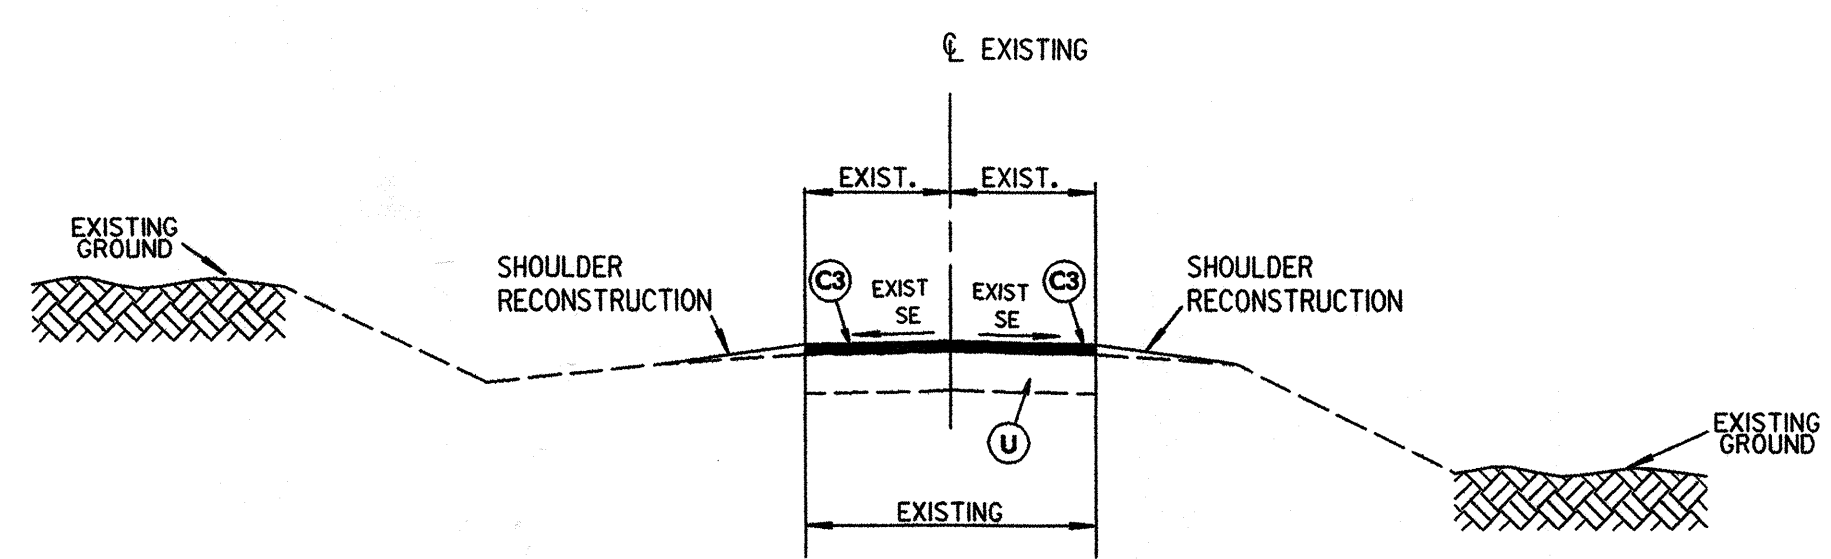 ℄ EXISTING
EXIST. EXIST.
EXISTING
GROUND
SHOULDER
RECONSTRUCTION
C3
EXIST
SE
EXIST
SE
C3
SHOULDER
RECONSTRUCTION
U
EXISTING
GROUND
EXISTING